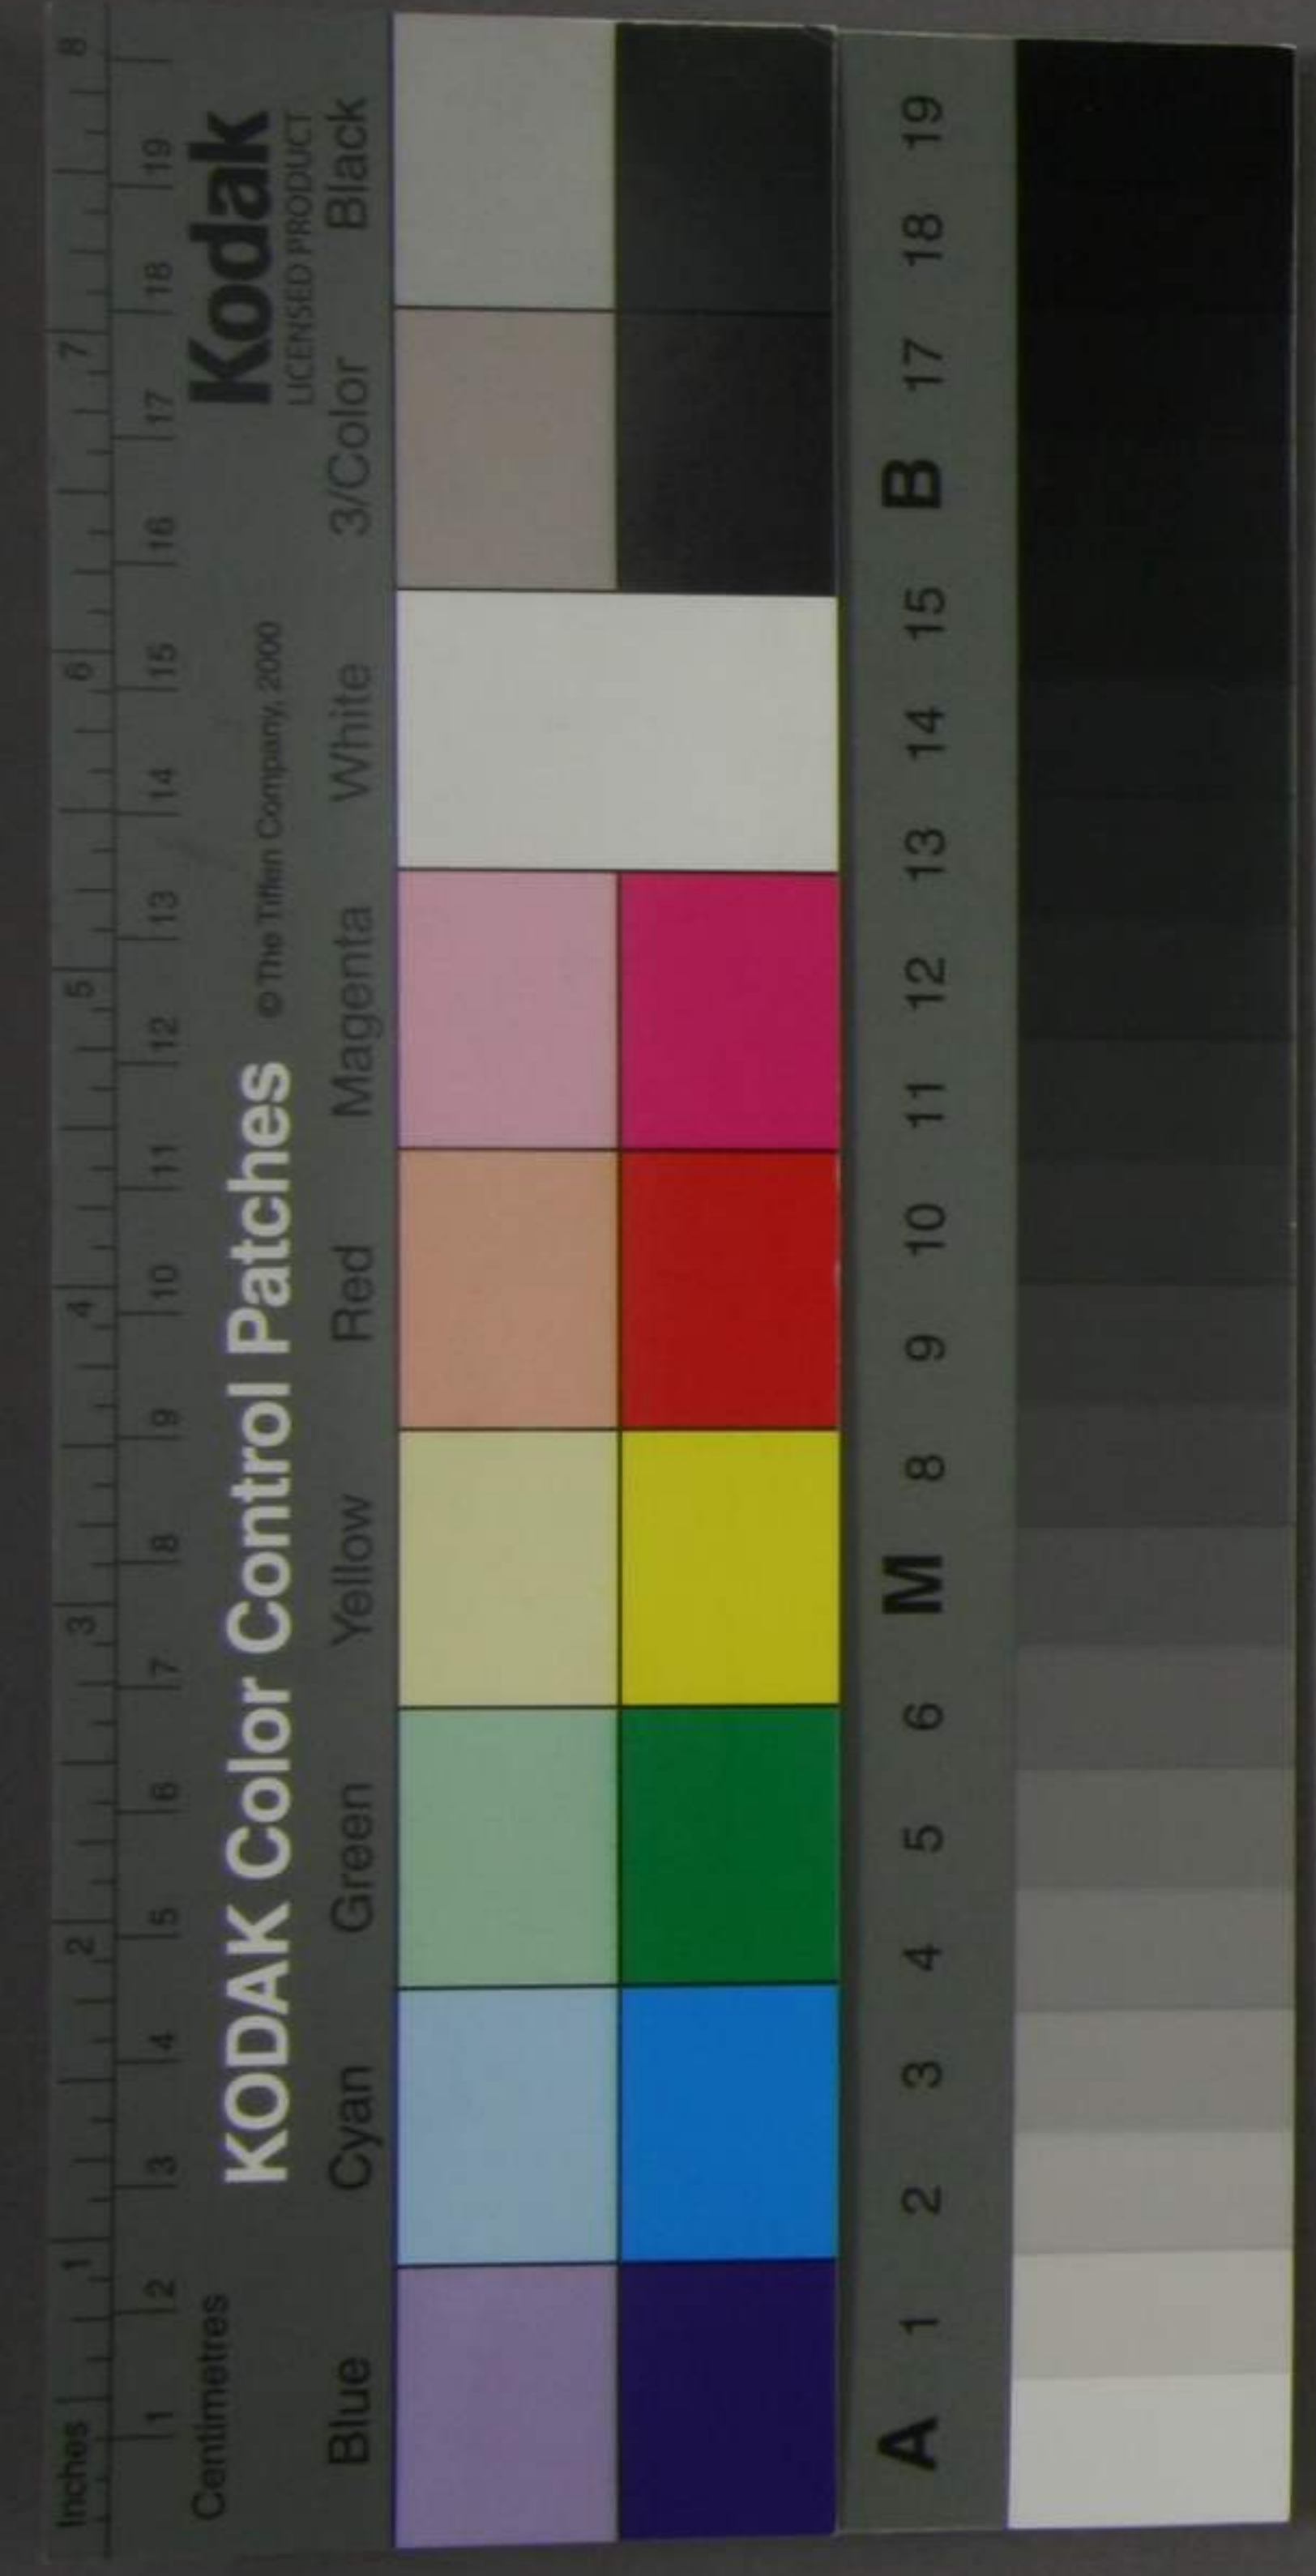 Inches 1 2 3 4 5 6 7 8
Centimetres 1 2 3 4 5 6 7 8 9 10 11 12 13 14 15 16 17 18 19
KODAK Color Control Patches © The Tiffen Company, 2000
Kodak
LICENSED PRODUCT
Blue Cyan Green Yellow Red Magenta White 3/Color Black
A 1 2 3 4 5 6 M 8 9 10 11 12 13 14 15 B 17 18 19